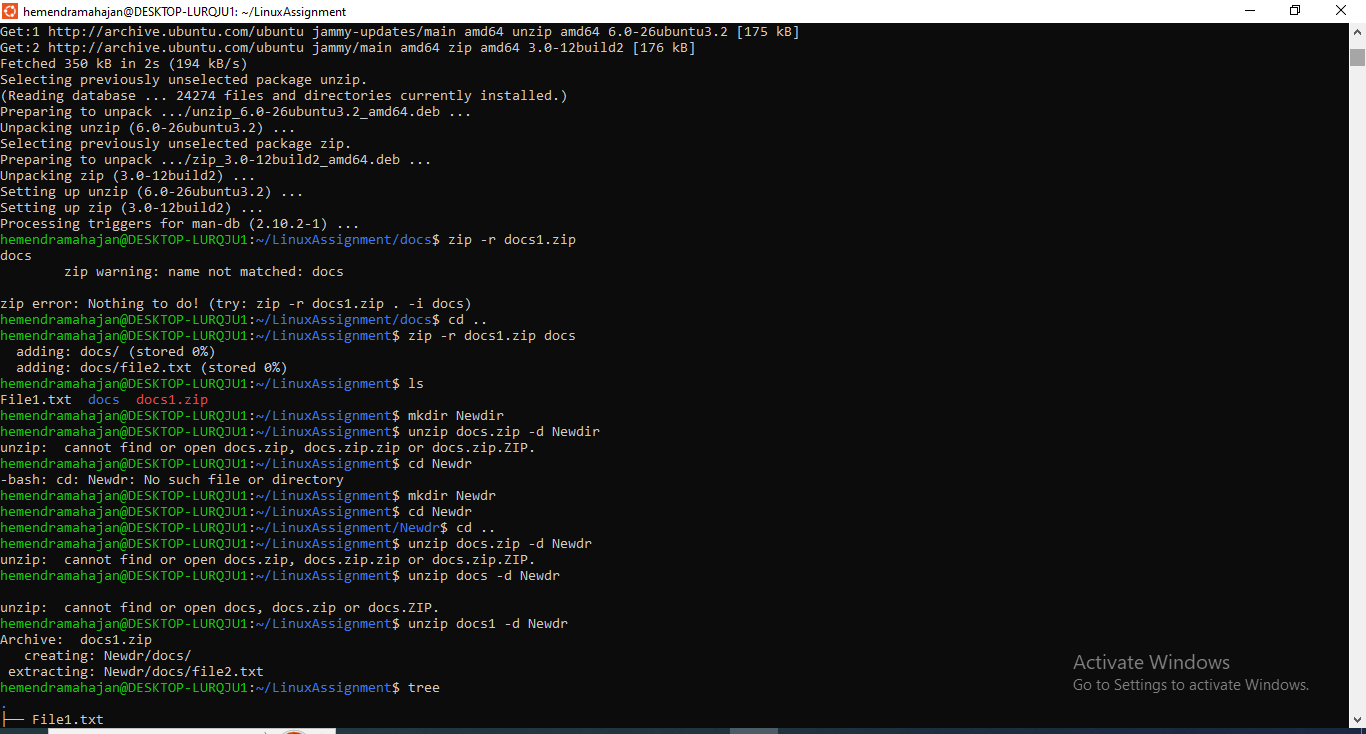 hemendramahajan@DESKTOP-LURQJU1: ~/LinuxAssignment
Get:1 http://archive.ubuntu.com/ubuntu jammy-updates/main amd64 unzip amd64 6.0-26ubuntu3.2 [175 kB]
Get:2 http://archive.ubuntu.com/ubuntu jammy/main amd64 zip amd64 3.0-12build2 [176 kB]
Fetched 350 kB in 2s (194 kB/s)
Selecting previously unselected package unzip.
(Reading database ... 24274 files and directories currently installed.)
Preparing to unpack .../unzip_6.0-26ubuntu3.2_amd64.deb ...
Unpacking unzip (6.0-26ubuntu3.2) ...
Selecting previously unselected package zip.
Preparing to unpack .../zip_3.0-12build2_amd64.deb ...
Unpacking zip (3.0-12build2) ...
Setting up unzip (6.0-26ubuntu3.2) ...
Setting up zip (3.0-12build2) ...
Processing triggers for man-db (2.10.2-1) ...
hemendramahajan@DESKTOP-LURQJU1:~/LinuxAssignment/docs$ zip -r docs1.zip
docs
        zip warning: name not matched: docs
zip error: Nothing to do! (try: zip -r docs1.zip . -i docs)
hemendramahajan@DESKTOP-LURQJU1:~/LinuxAssignment/docs$ cd ..
hemendramahajan@DESKTOP-LURQJU1:~/LinuxAssignment$ zip -r docs1.zip docs
  adding: docs/ (stored 0%)
  adding: docs/file2.txt (stored 0%)
hemendramahajan@DESKTOP-LURQJU1:~/LinuxAssignment$ ls
File1.txt  docs  docs1.zip
hemendramahajan@DESKTOP-LURQJU1:~/LinuxAssignment$ mkdir Newdir
hemendramahajan@DESKTOP-LURQJU1:~/LinuxAssignment$ unzip docs.zip -d Newdir
unzip:  cannot find or open docs.zip, docs.zip.zip or docs.zip.ZIP.
hemendramahajan@DESKTOP-LURQJU1:~/LinuxAssignment$ cd Newdr
-bash: cd: Newdr: No such file or directory
hemendramahajan@DESKTOP-LURQJU1:~/LinuxAssignment$ mkdir Newdr
hemendramahajan@DESKTOP-LURQJU1:~/LinuxAssignment$ cd Newdr
hemendramahajan@DESKTOP-LURQJU1:~/LinuxAssignment/Newdr$ cd ..
hemendramahajan@DESKTOP-LURQJU1:~/LinuxAssignment$ unzip docs.zip -d Newdr
unzip:  cannot find or open docs.zip, docs.zip.zip or docs.zip.ZIP.
hemendramahajan@DESKTOP-LURQJU1:~/LinuxAssignment$ unzip docs -d Newdr
unzip:  cannot find or open docs, docs.zip or docs.ZIP.
hemendramahajan@DESKTOP-LURQJU1:~/LinuxAssignment$ unzip docs1 -d Newdr
Archive:  docs1.zip
   creating: Newdr/docs/
 extracting: Newdr/docs/file2.txt
hemendramahajan@DESKTOP-LURQJU1:~/LinuxAssignment$ tree
.
├── File1.txt
Activate Windows
Go to Settings to activate Windows.